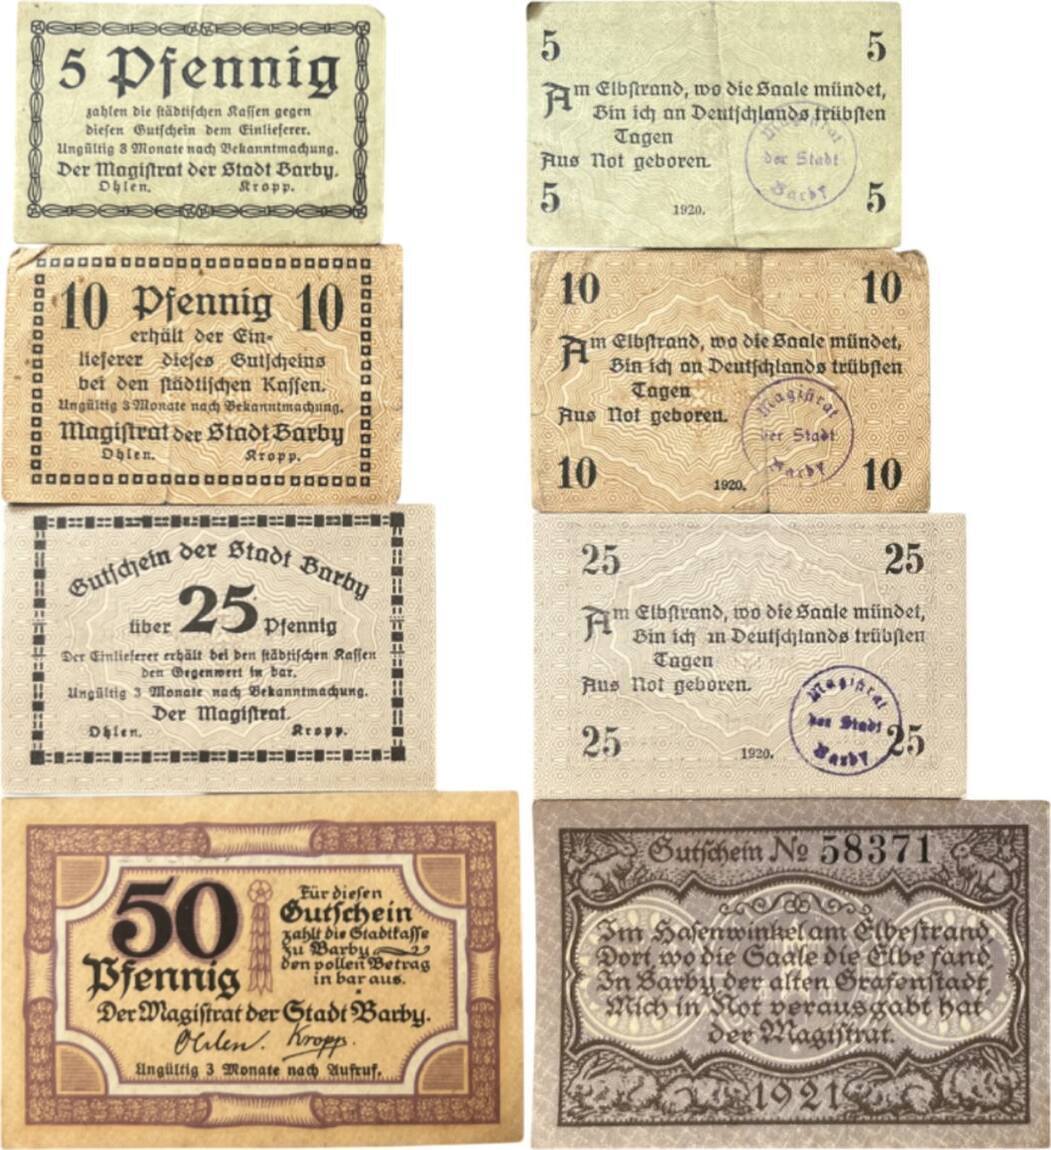 5 Pfennig
zahlen die städtischen Kassen gegen
diesen Gutschein dem Einlieferer.
Ungültig 3 Monate nach Bekanntmachung.
Der Magistrat der Stadt Barby.
Ohlen. Kropp.
5 5
Am Elbstrand, wo die Saale mündet,
Bin ich an Deutschlands trübsten
Tagen
Aus Not geboren.
Magistrat
der Stadt
Barby
5 1920. 5
10 Pfennig 10
erhält der Ein-
lieferer dieses Gutscheins
bei den städtischen Kassen.
Ungültig 3 Monate nach Bekanntmachung.
Magistrat der Stadt Barby
Ohlen. Kropp.
10 10
Am Elbstrand, wo die Saale mündet,
Bin ich an Deutschlands trübsten
Tagen
Aus Not geboren.
Magistrat
der Stadt
Barby
10 1920. 10
Gutschein der Stadt Barby
über 25 Pfennig
Der Einlieferer erhält bei den städtischen Kassen
den Gegenwert in bar.
Ungültig 3 Monate nach Bekanntmachung.
Der Magistrat.
Ohlen. Kropp.
25 25
Am Elbstrand, wo die Saale mündet,
Bin ich in Deutschlands trübsten
Tagen
Aus Not geboren.
Magistrat
der Stadt
Barby
25 1920. 25
50
Pfennig
Für diesen
Gutschein
zahlt die Stadtkasse
zu Barby
den vollen Betrag
in bar aus.
Der Magistrat der Stadt Barby.
Ohlen. Kropp.
Ungültig 3 Monate nach Aufruf.
Gutschein No 58371
Im Hasenwinkel am Elbestrand
Dort, wo die Saale die Elbe fand
In Barby der alten Grafenstadt,
Mich in Not verausgabt hat
der Magistrat.
1921